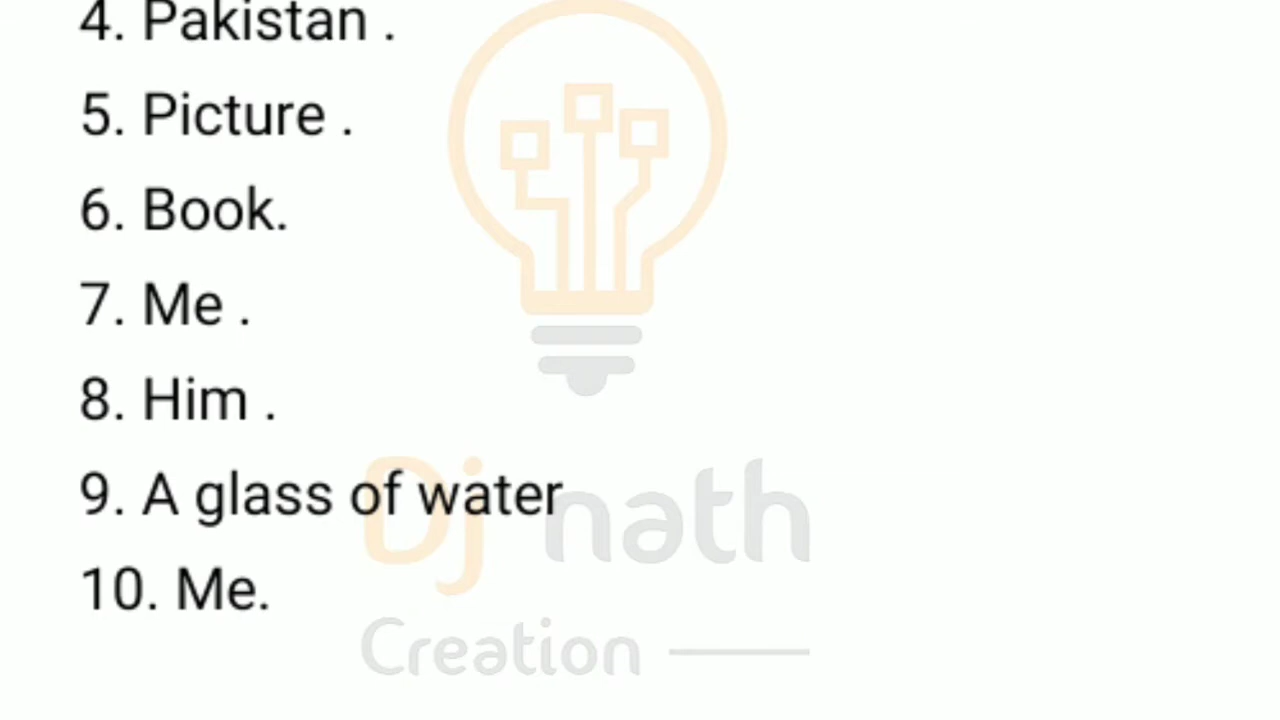 4. Pakistan .
5. Picture .
6. Book.
7. Me .
8. Him .
9. A glass of water
Dj nath
10. Me.
Creation